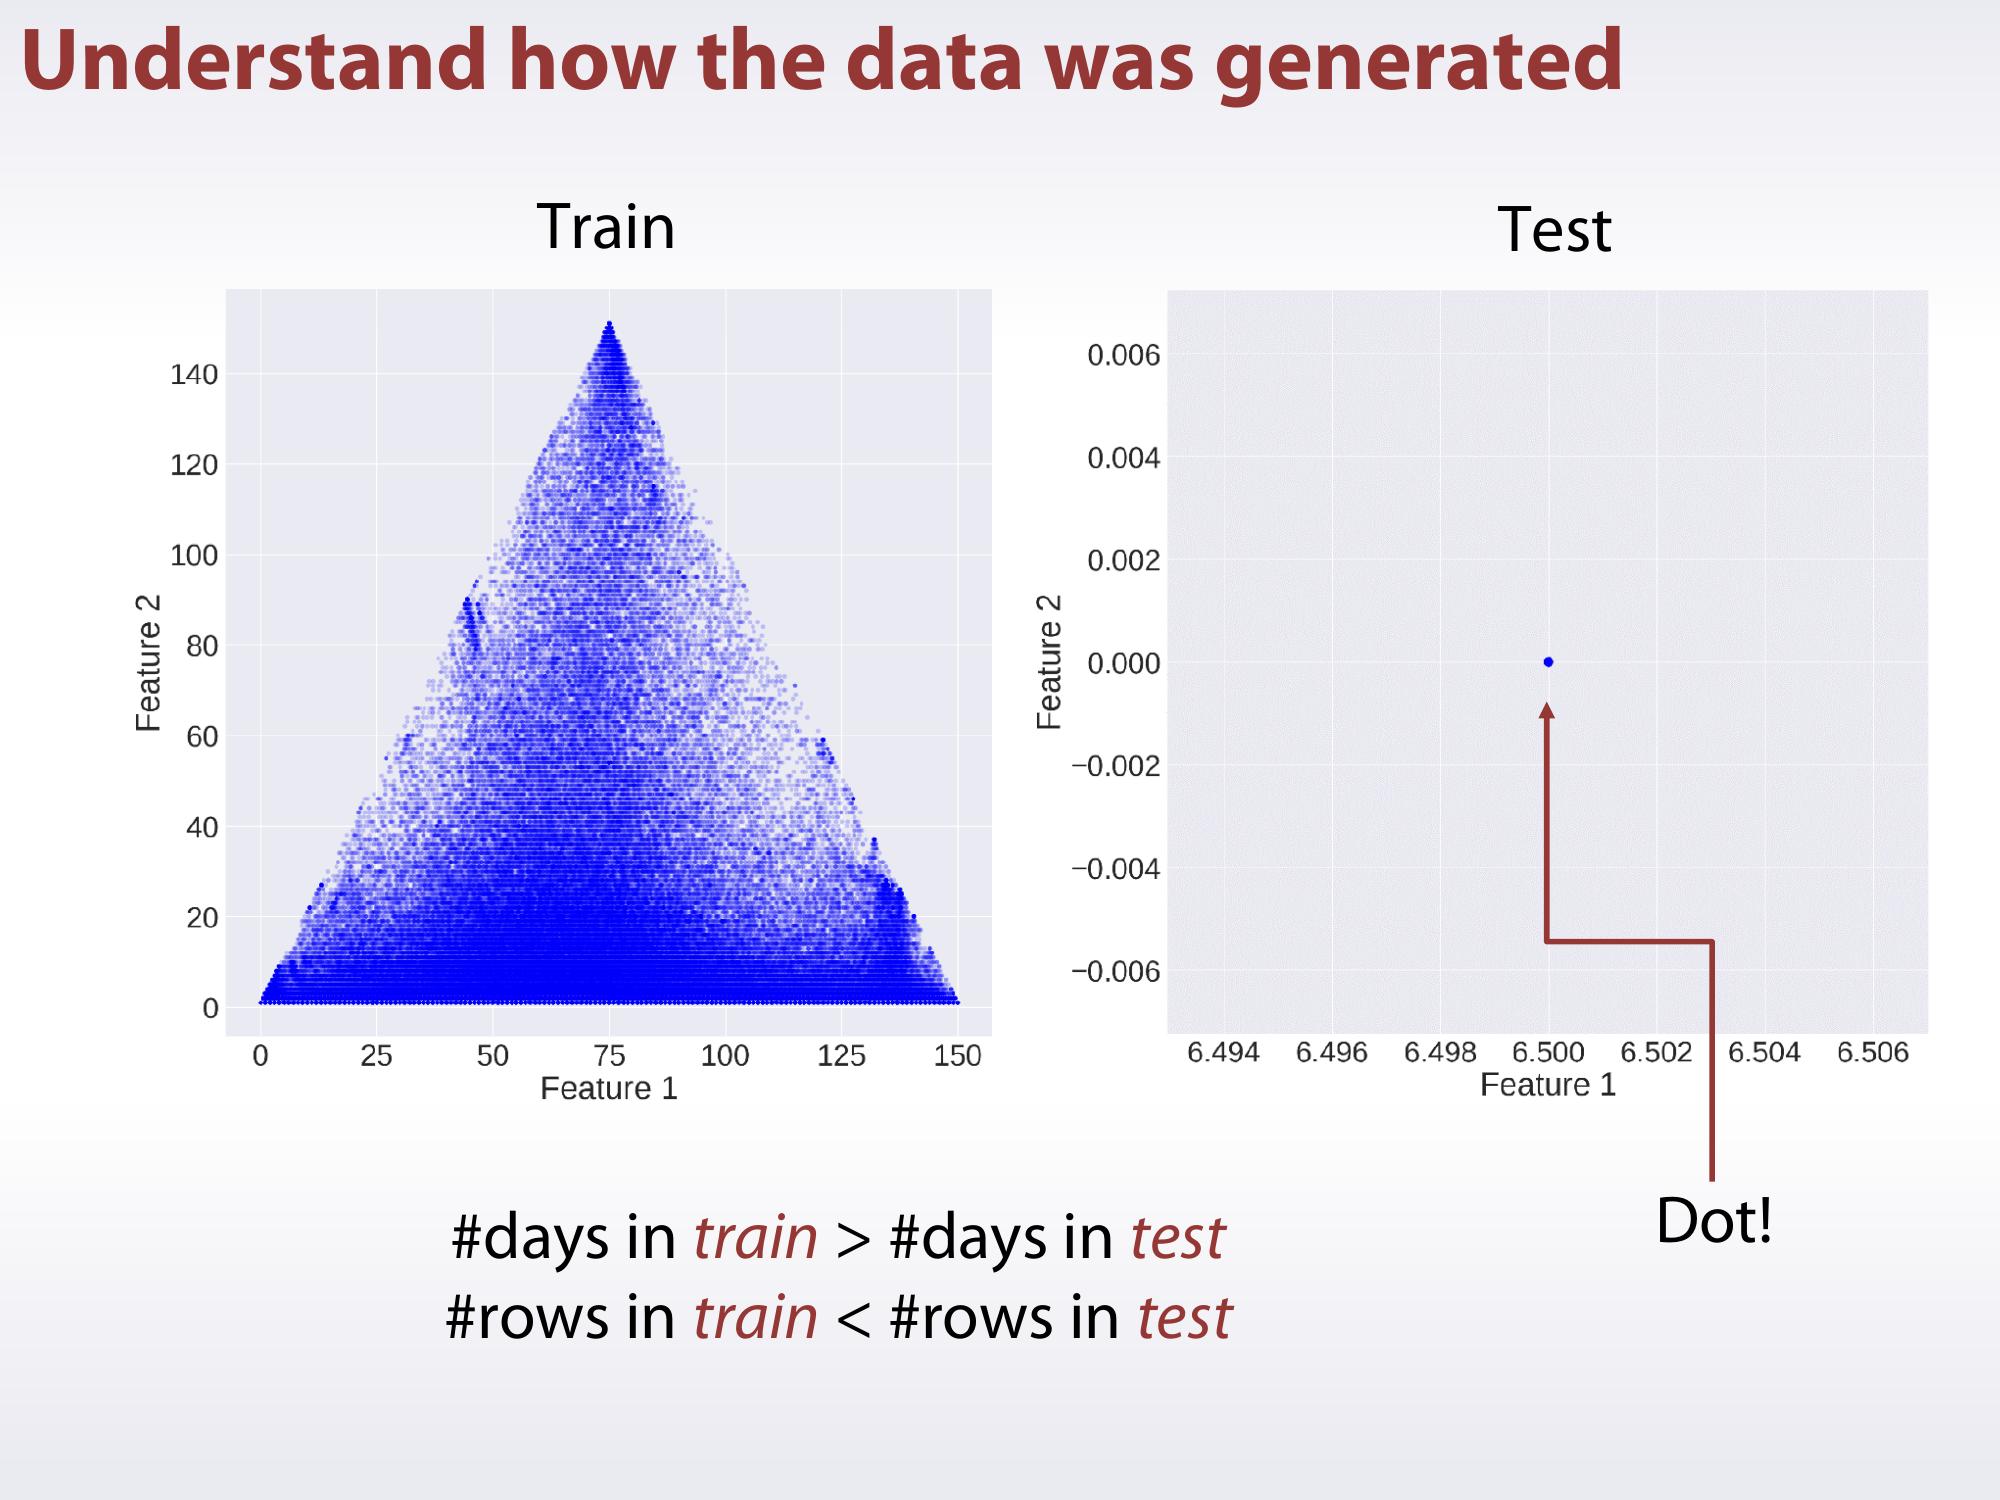 Understand how the data was generated
Train
Test
140
120
100
80
60
40
20
0
Feature 2
0 25 50 75 100 125 150
Feature 1
0.006
0.004
0.002
0.000
−0.002
−0.004
−0.006
Feature 2
6.494 6.496 6.498 6.500 6.502 6.504 6.506
Feature 1
Dot!
#days in train > #days in test
#rows in train < #rows in test